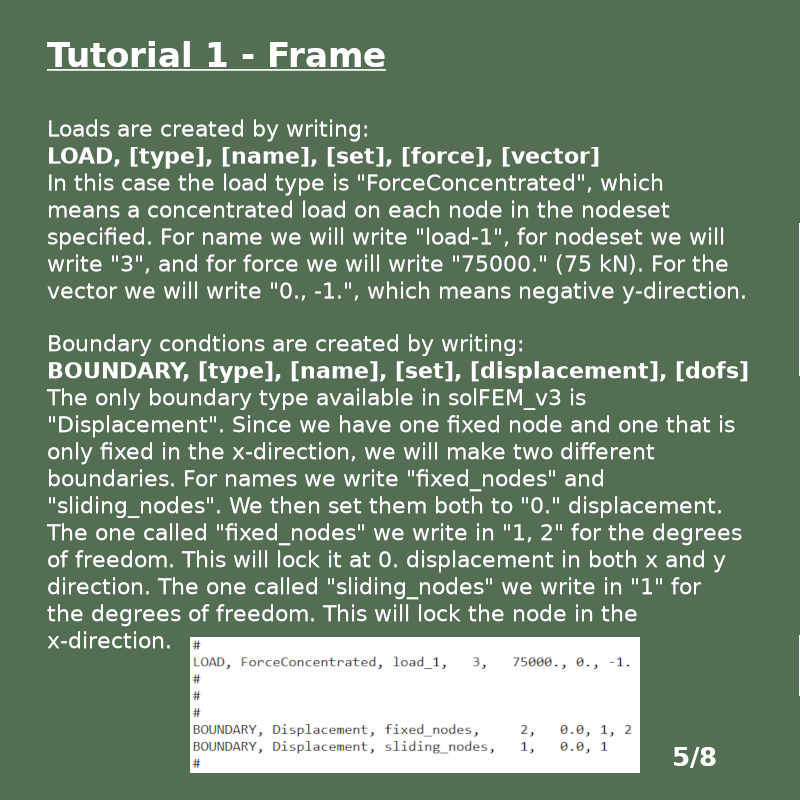 Tutorial 1 - Frame
Loads are created by writing:
LOAD, [type], [name], [set], [force], [vector]
In this case the load type is "ForceConcentrated", which
means a concentrated load on each node in the nodeset
specified. For name we will write "load-1", for nodeset we will
write "3", and for force we will write "75000." (75 kN). For the
vector we will write "0., -1.", which means negative y-direction.
Boundary condtions are created by writing:
BOUNDARY, [type], [name], [set], [displacement], [dofs]
The only boundary type available in solFEM_v3 is
"Displacement". Since we have one fixed node and one that is
only fixed in the x-direction, we will make two different
boundaries. For names we write "fixed_nodes" and
"sliding_nodes". We then set them both to "0." displacement.
The one called "fixed_nodes" we write in "1, 2" for the degrees
of freedom. This will lock it at 0. displacement in both x and y
direction. The one called "sliding_nodes" we write in "1" for
the degrees of freedom. This will lock the node in the
x-direction.
#
LOAD, ForceConcentrated, load_1,   3,   75000., 0., -1.
#
#
#
BOUNDARY, Displacement, fixed_nodes,     2,   0.0, 1, 2
BOUNDARY, Displacement, sliding_nodes,   1,   0.0, 1
#
5/8